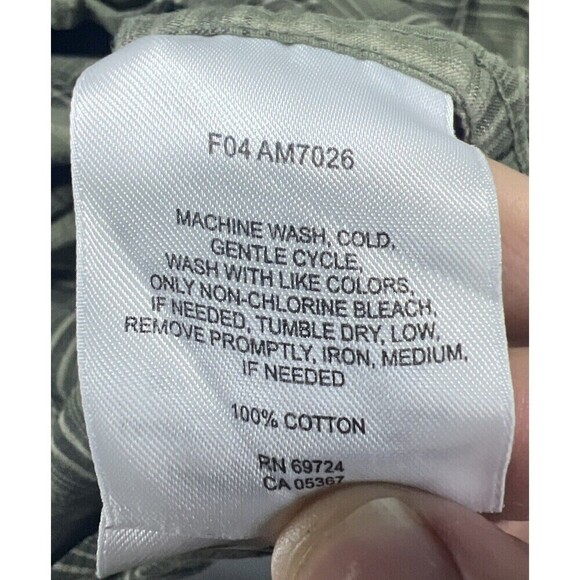 F04 AM7026
MACHINE WASH, COLD,
GENTLE CYCLE,
WASH WITH LIKE COLORS,
ONLY NON-CHLORINE BLEACH,
IF NEEDED, TUMBLE DRY, LOW,
REMOVE PROMPTLY, IRON, MEDIUM,
IF NEEDED
100% COTTON
RN 69724
CA 05367